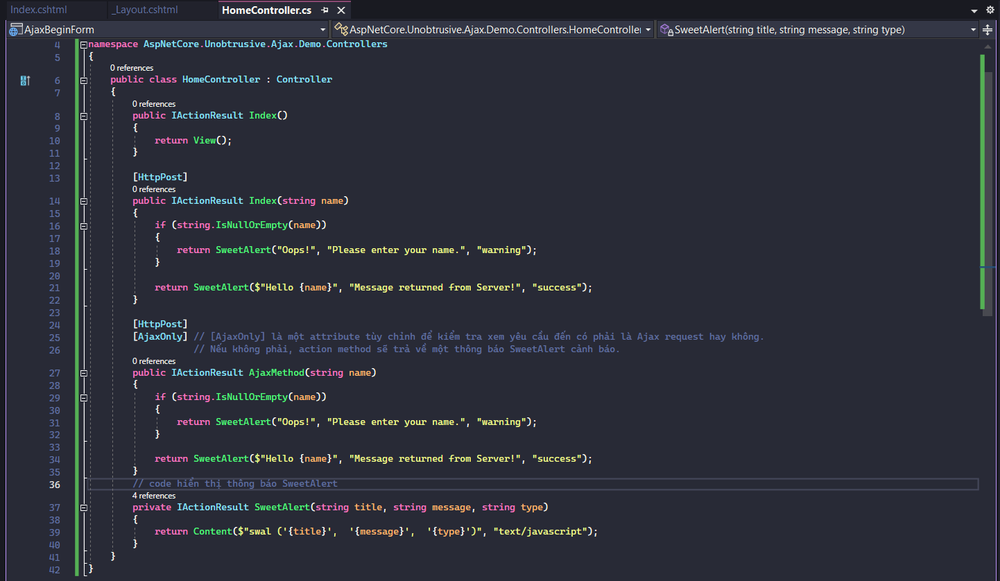 Index.cshtml _Layout.cshtml HomeController.cs
AjaxBeginForm AspNetCore.Unobtrusive.Ajax.Demo.Controllers.HomeController SweetAlert(string title, string message, string type)
4 namespace AspNetCore.Unobtrusive.Ajax.Demo.Controllers
5 {
0 references
6 public class HomeController : Controller
7 {
0 references
8 public IActionResult Index()
9 {
10 return View();
11 }
12
13 [HttpPost]
0 references
14 public IActionResult Index(string name)
15 {
16 if (string.IsNullOrEmpty(name))
17 {
18 return SweetAlert("Oops!", "Please enter your name.", "warning");
19 }
20
21 return SweetAlert($"Hello {name}", "Message returned from Server!", "success");
22 }
23
24 [HttpPost]
25 [AjaxOnly] // [AjaxOnly] là một attribute tùy chỉnh để kiểm tra xem yêu cầu đến có phải là Ajax request hay không.
26 // Nếu không phải, action method sẽ trả về một thông báo SweetAlert cảnh báo.
0 references
27 public IActionResult AjaxMethod(string name)
28 {
29 if (string.IsNullOrEmpty(name))
30 {
31 return SweetAlert("Oops!", "Please enter your name.", "warning");
32 }
33
34 return SweetAlert($"Hello {name}", "Message returned from Server!", "success");
35 }
36 // code hiển thị thông báo SweetAlert
4 references
37 private IActionResult SweetAlert(string title, string message, string type)
38 {
39 return Content($"swal ('{title}',  '{message}',  '{type}')", "text/javascript");
40 }
41 }
42 }